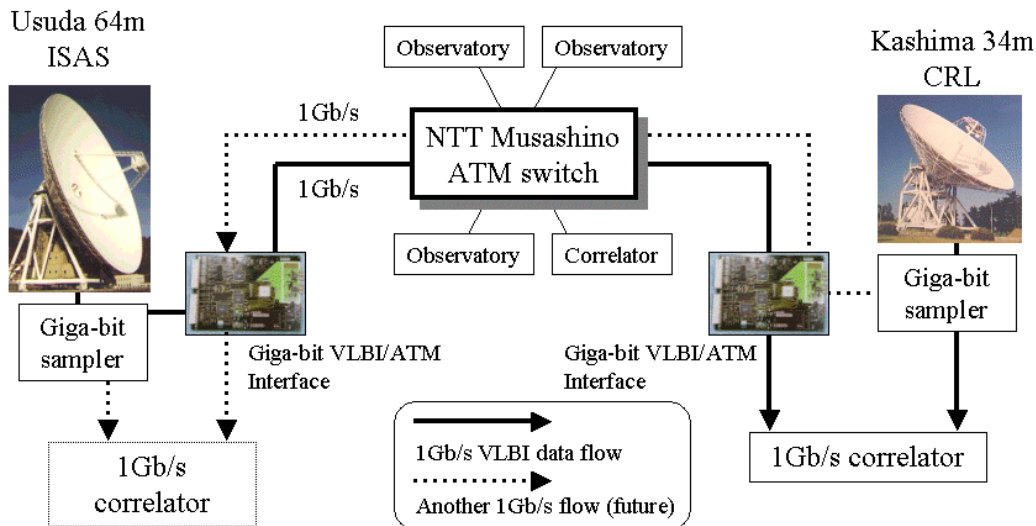 Usuda 64m
ISAS
Observatory
Observatory
Kashima 34m
CRL
1Gb/s
NTT Musashino
ATM switch
1Gb/s
Observatory
Correlator
Giga-bit
sampler
Giga-bit
sampler
Giga-bit VLBI/ATM
Interface
Giga-bit VLBI/ATM
Interface
1Gb/s VLBI data flow
Another 1Gb/s flow (future)
1Gb/s
correlator
1Gb/s correlator